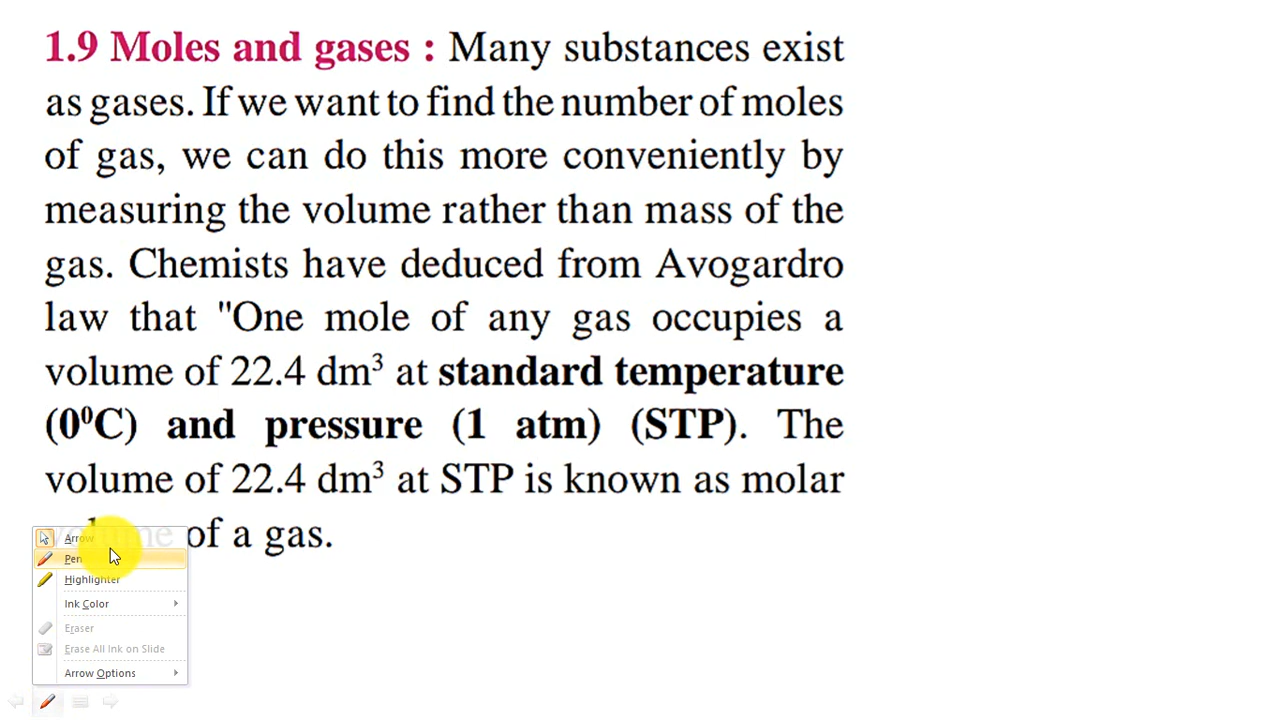 1.9 Moles and gases : Many substances exist
as gases. If we want to find the number of moles
of gas, we can do this more conveniently by
measuring the volume rather than mass of the
gas. Chemists have deduced from Avogardro
law that "One mole of any gas occupies a
volume of 22.4 dm³ at standard temperature
(0⁰C) and pressure (1 atm) (STP). The
volume of 22.4 dm³ at STP is known as molar
volume of a gas.
Arrow
Pen
Highlighter
Ink Color
Eraser
Erase All Ink on Slide
Arrow Options